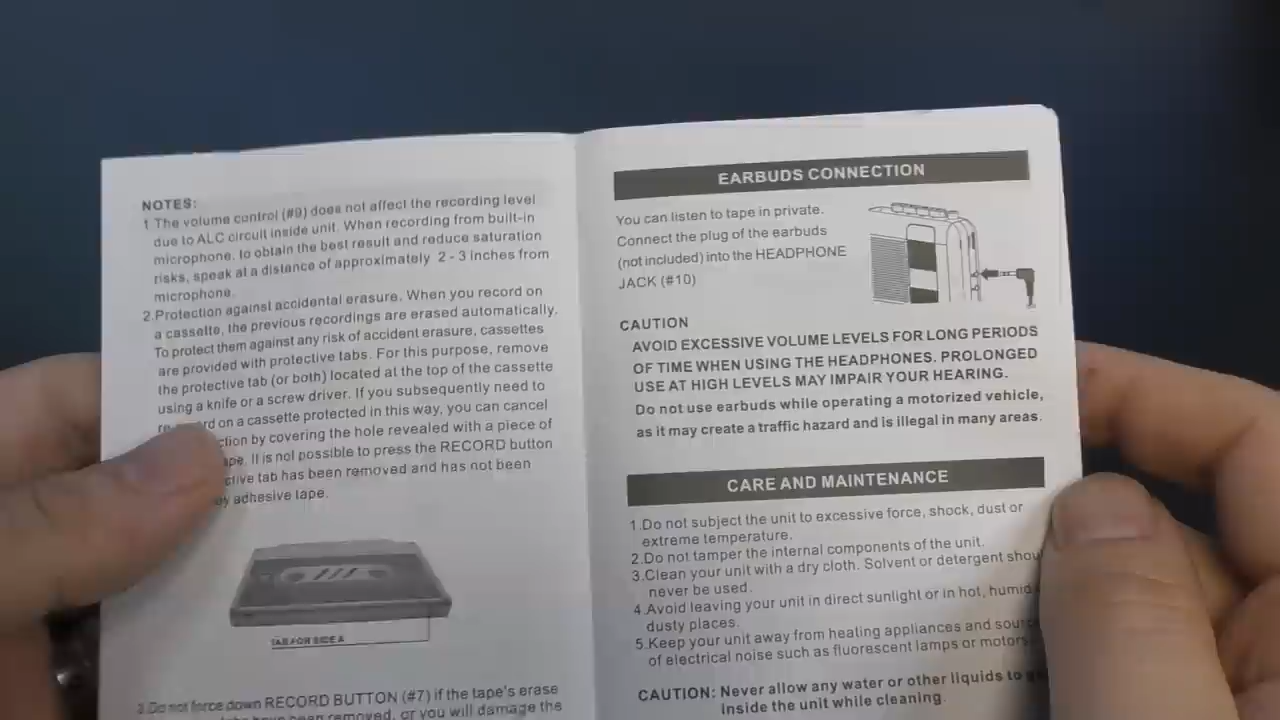 NOTES:
1 The volume control (#9) does not affect the recording level
due to ALC circuit inside unit. When recording from built-in
microphone, to obtain the best result and reduce saturation
risks, speak at a distance of approximately 2 - 3 inches from
microphone.
2.Protection against accidental erasure. When you record on
a cassette, the previous recordings are erased automatically.
To protect them against any risk of accident erasure, cassettes
are provided with protective tabs. For this purpose, remove
the protective tab (or both) located at the top of the cassette
using a knife or a screw driver. If you subsequently need to
on a cassette protected in this way, you can cancel
by covering the hole revealed with a piece of
It is not possible to press the RECORD button
tab has been removed and has not been
adhesive tape.
TAB FOR SIDE A
3.Do not force down RECORD BUTTON (#7) if the tape's erase
have been removed, or you will damage the
EARBUDS CONNECTION
You can listen to tape in private.
Connect the plug of the earbuds
(not included) into the HEADPHONE
JACK (#10)
CAUTION
AVOID EXCESSIVE VOLUME LEVELS FOR LONG PERIODS
OF TIME WHEN USING THE HEADPHONES. PROLONGED
USE AT HIGH LEVELS MAY IMPAIR YOUR HEARING.
Do not use earbuds while operating a motorized vehicle,
as it may create a traffic hazard and is illegal in many areas.
CARE AND MAINTENANCE
1.Do not subject the unit to excessive force, shock, dust or
extreme temperature.
2.Do not tamper the internal components of the unit.
3.Clean your unit with a dry cloth. Solvent or detergent
never be used.
4.Avoid leaving your unit in direct sunlight or in hot, humid
dusty places.
5.Keep your unit away from heating appliances and
of electrical noise such as fluorescent lamps or motors
CAUTION: Never allow any water or other liquids to
inside the unit while cleaning.